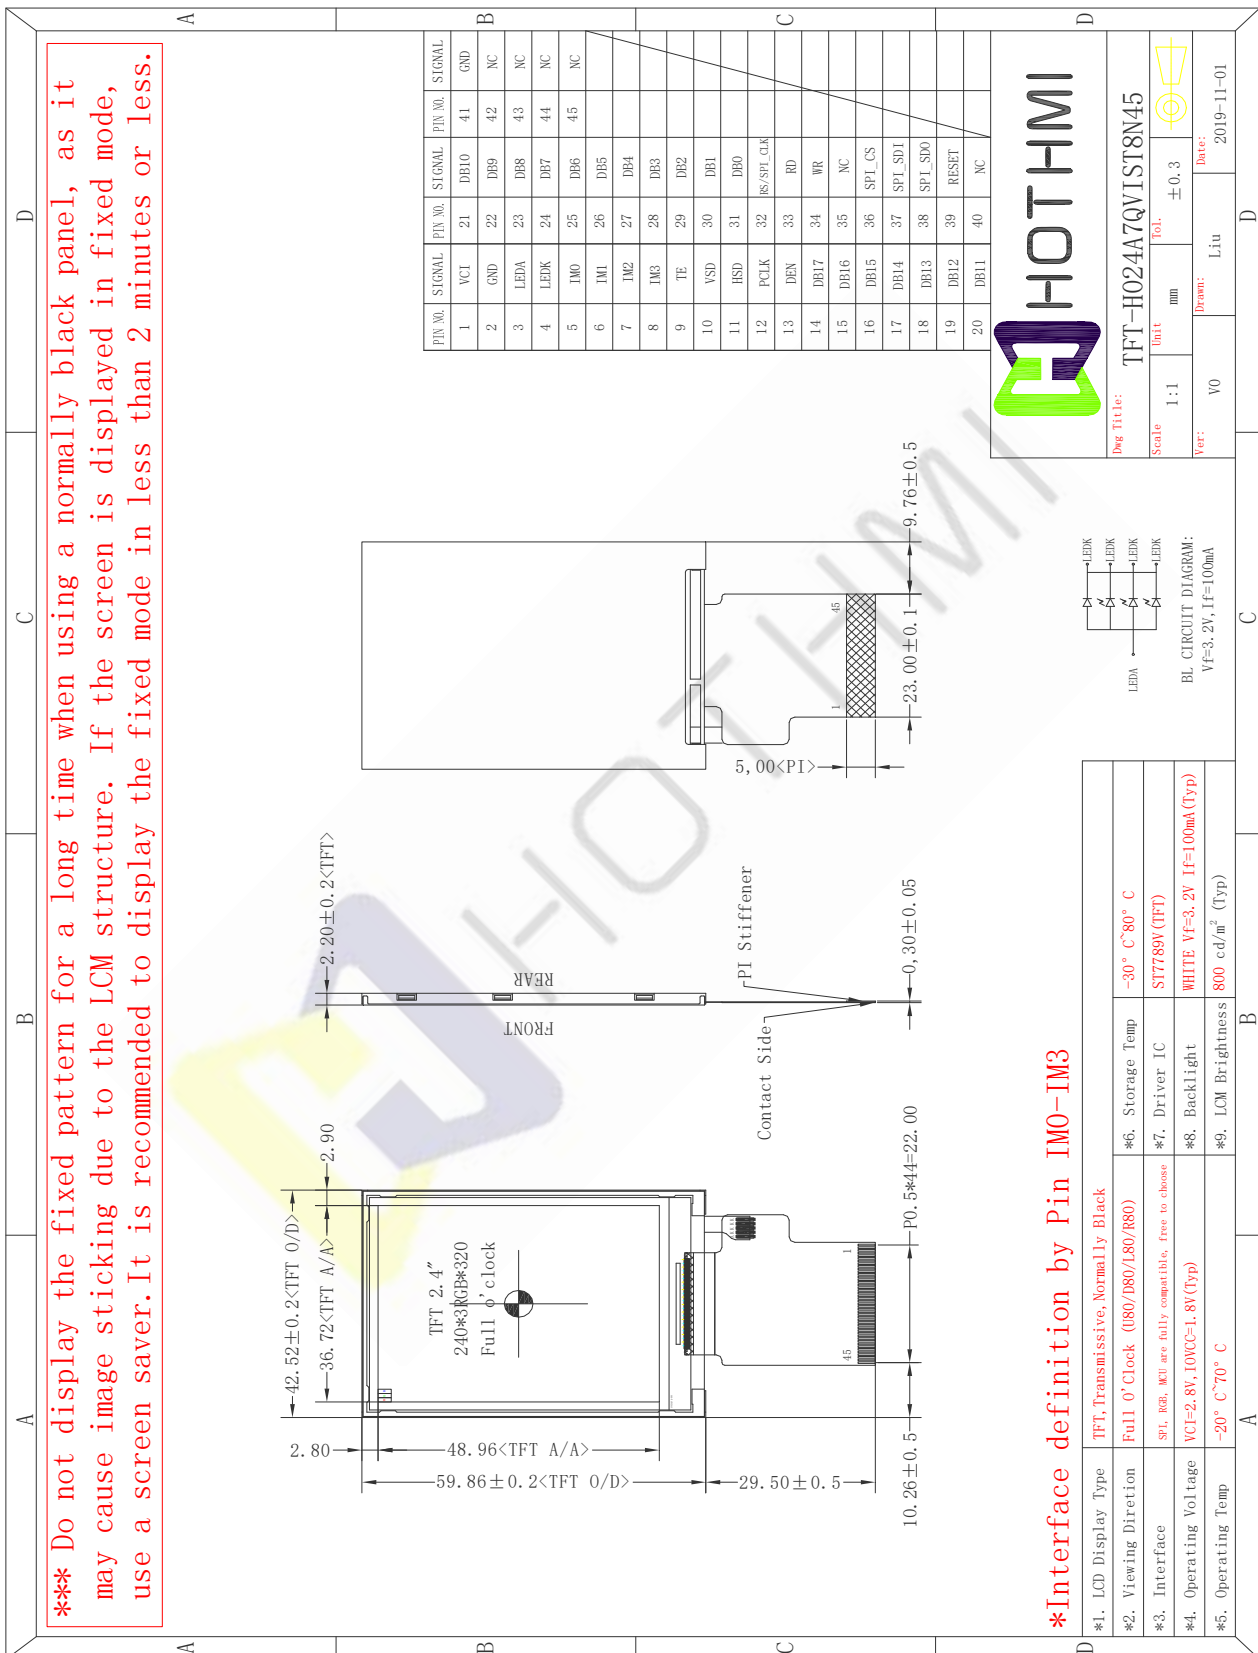 *** Do not display the fixed pattern for a long time when using a normally black panel, as it
may cause image sticking due to the LCM structure. If the screen is displayed in fixed mode,
use a screen saver.It is recommended to display the fixed mode in less than 2 minutes or less.
A
B
C
D
A
B
C
D
A
B
C
D
A
B
C
D
42.52±0.2<TFT O/D>
36.72<TFT A/A>
2.90
2.80
48.96<TFT A/A>
59.86±0.2<TFT O/D>
29.50±0.5
10.26±0.5
P0.5*44=22.00
TFT 2.4"
240*3RGB*320
Full o'clock
45
1
2.20±0.2<TFT>
FRONT
REAR
Contact Side
PI Stiffener
0,30±0.05
5,00<PI>
23.00±0.1
9.76±0.5
1
45
HOTHMI
PIN NO. SIGNAL PIN NO. SIGNAL PIN NO. SIGNAL
1 VCI 21 DB10 41 GND
2 GND 22 DB9 42 NC
3 LEDA 23 DB8 43 NC
4 LEDK 24 DB7 44 NC
5 IM0 25 DB6 45 NC
6 IM1 26 DB5
7 IM2 27 DB4
8 IM3 28 DB3
9 TE 29 DB2
10 VSD 30 DB1
11 HSD 31 DB0
12 PCLK 32 RS/SPI_CLK
13 DEN 33 RD
14 DB17 34 WR
15 DB16 35 NC
16 DB15 36 SPI_CS
17 DB14 37 SPI_SDI
18 DB13 38 SPI_SDO
19 DB12 39 RESET
20 DB11 40 NC
*Interface definition by Pin IM0-IM3
*1. LCD Display Type TFT,Transmissive,Normally Black
*2. Viewing Diretion Full O'Clock (U80/D80/L80/R80) *6. Storage Temp -30° C~80° C
*3. Interface SPI, RGB, MCU are fully compatible, free to choose *7. Driver IC ST7789V(TFT)
*4. Operating Voltage VCI=2.8V,IOVCC=1.8V(Typ) *8. Backlight WHITE Vf=3.2V If=100mA(Typ)
*5. Operating Temp -20° C~70° C *9. LCM Brightness 800 cd/m² (Typ)
LEDA
LEDK
LEDK
LEDK
LEDK
BL CIRCUIT DIAGRAM:
Vf=3.2V,If=100mA
HOTHMI
Dwg Title:
TFT-H024A7QVIST8N45
Scale 1:1 Unit mm Tol. ±0.3
Ver: V0 Drawn: Liu Date: 2019-11-01